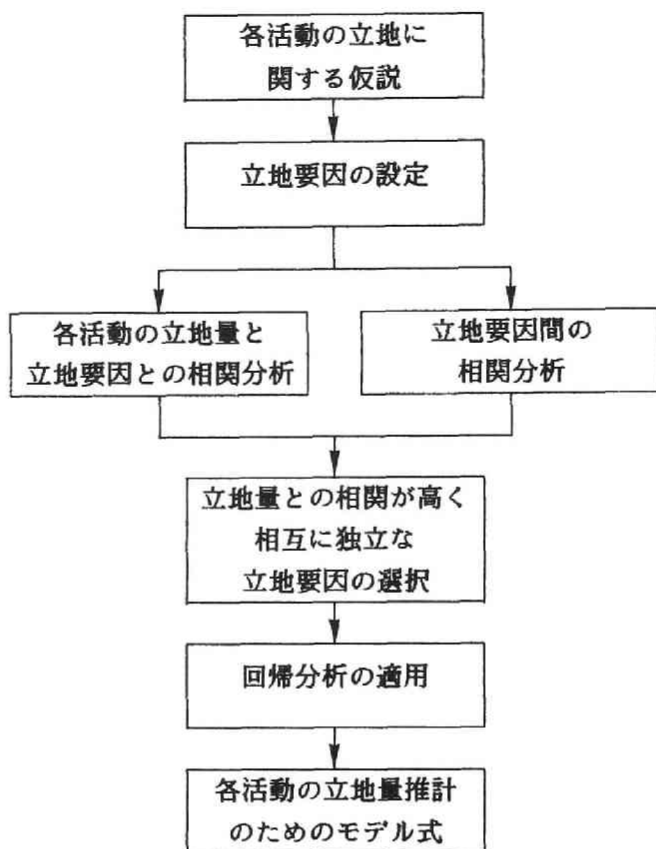 各活動の立地に
関する仮説
立地要因の設定
各活動の立地量と
立地要因との相関分析
立地要因間の
相関分析
立地量との相関が高く
相互に独立な
立地要因の選択
回帰分析の適用
各活動の立地量推計
のためのモデル式